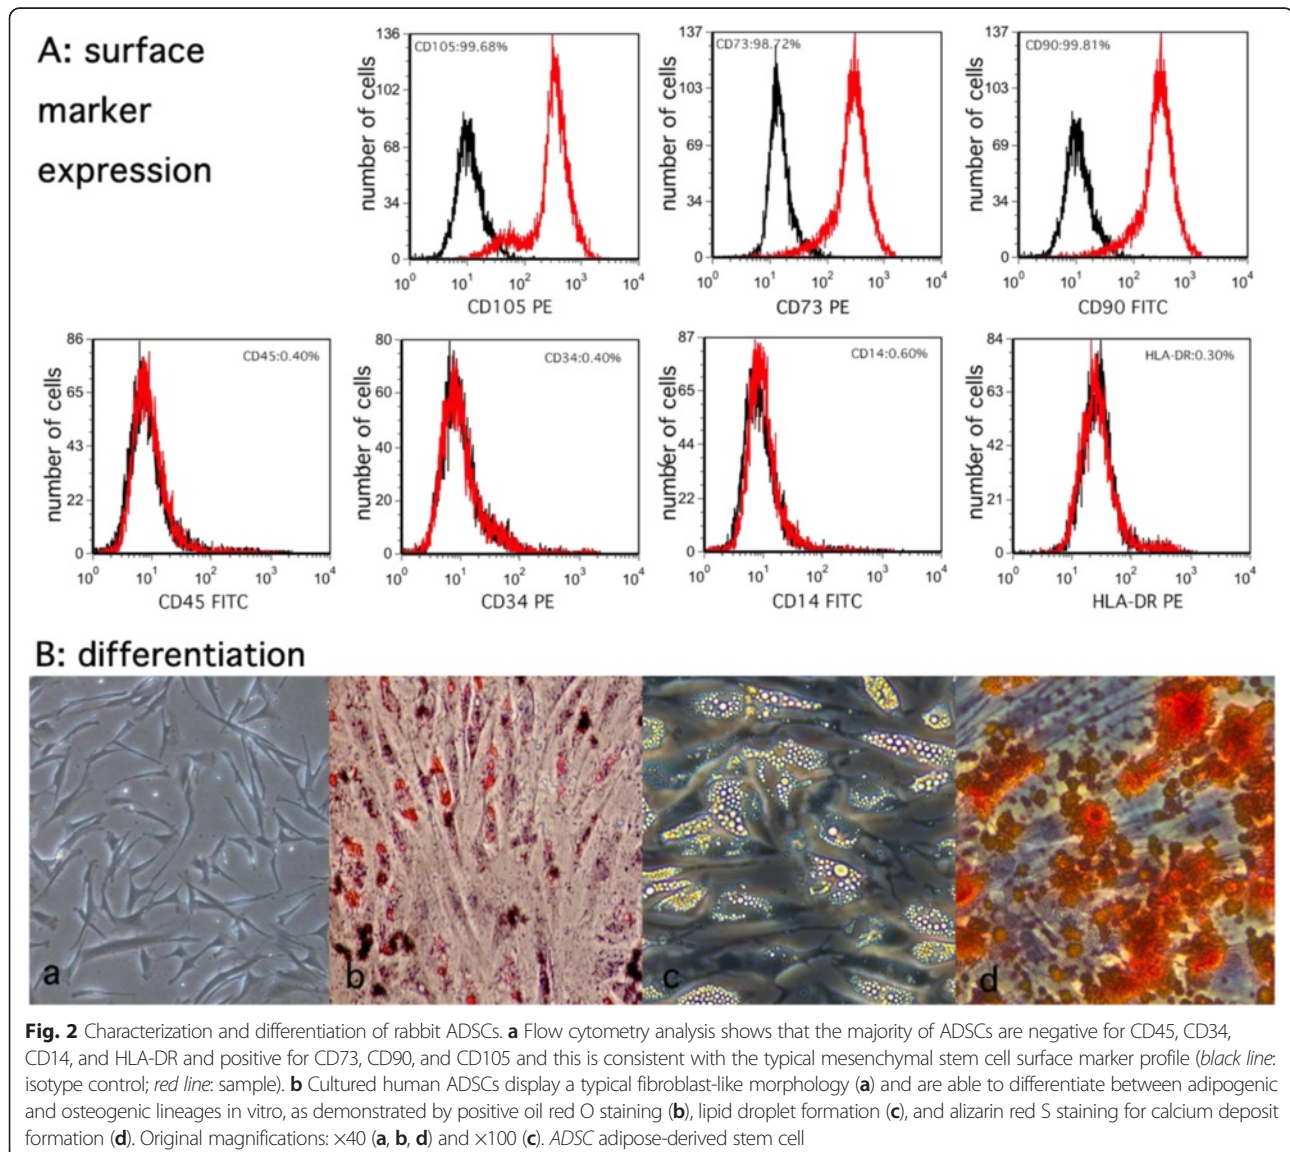 A: surface
marker
expression
136
102
68
34
0
number of cells
CD105:99.68%
10^0 10^1 10^2 10^3 10^4
CD105 PE
137
103
69
34
0
number of cells
CD73:98.72%
10^0 10^1 10^2 10^3 10^4
CD73 PE
137
103
69
34
0
number of cells
CD90:99.81%
10^0 10^1 10^2 10^3 10^4
CD90 FITC
86
65
43
22
0
number of cells
CD45:0.40%
10^0 10^1 10^2 10^3 10^4
CD45 FITC
80
60
40
20
0
number of cells
CD34:0.40%
10^0 10^1 10^2 10^3 10^4
CD34 PE
87
65
44
22
0
number of cells
CD14:0.60%
10^0 10^1 10^2 10^3 10^4
CD14 FITC
84
63
42
21
0
number of cells
HLA-DR:0.30%
10^0 10^1 10^2 10^3 10^4
HLA-DR PE
B: differentiation
a
b
c
d
Fig. 2 Characterization and differentiation of rabbit ADSCs. a Flow cytometry analysis shows that the majority of ADSCs are negative for CD45, CD34,
CD14, and HLA-DR and positive for CD73, CD90, and CD105 and this is consistent with the typical mesenchymal stem cell surface marker profile (black line:
isotype control; red line: sample). b Cultured human ADSCs display a typical fibroblast-like morphology (a) and are able to differentiate between adipogenic
and osteogenic lineages in vitro, as demonstrated by positive oil red O staining (b), lipid droplet formation (c), and alizarin red S staining for calcium deposit
formation (d). Original magnifications: ×40 (a, b, d) and ×100 (c). ADSC adipose-derived stem cell